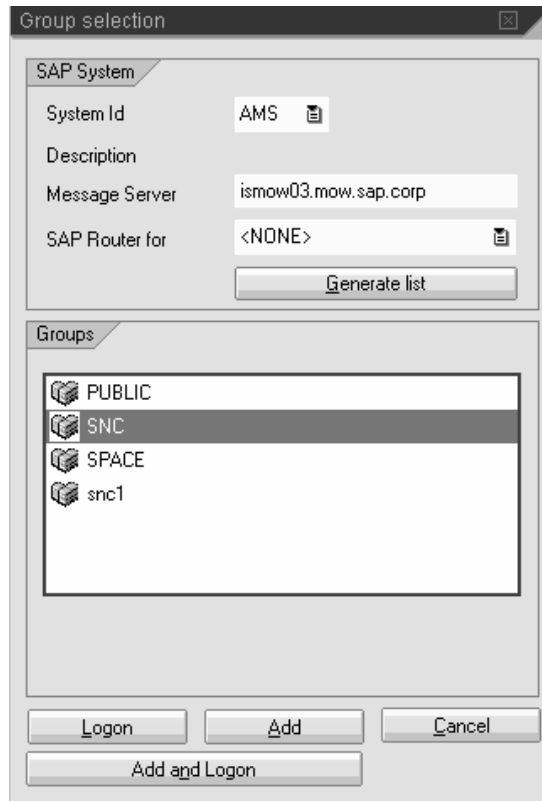 Group selection
SAP System
System Id AMS
Description
Message Server ismow03.mow.sap.corp
SAP Router for <NONE>
Generate list
Groups
PUBLIC
SNC
SPACE
snc1
Logon Add Cancel
Add and Logon